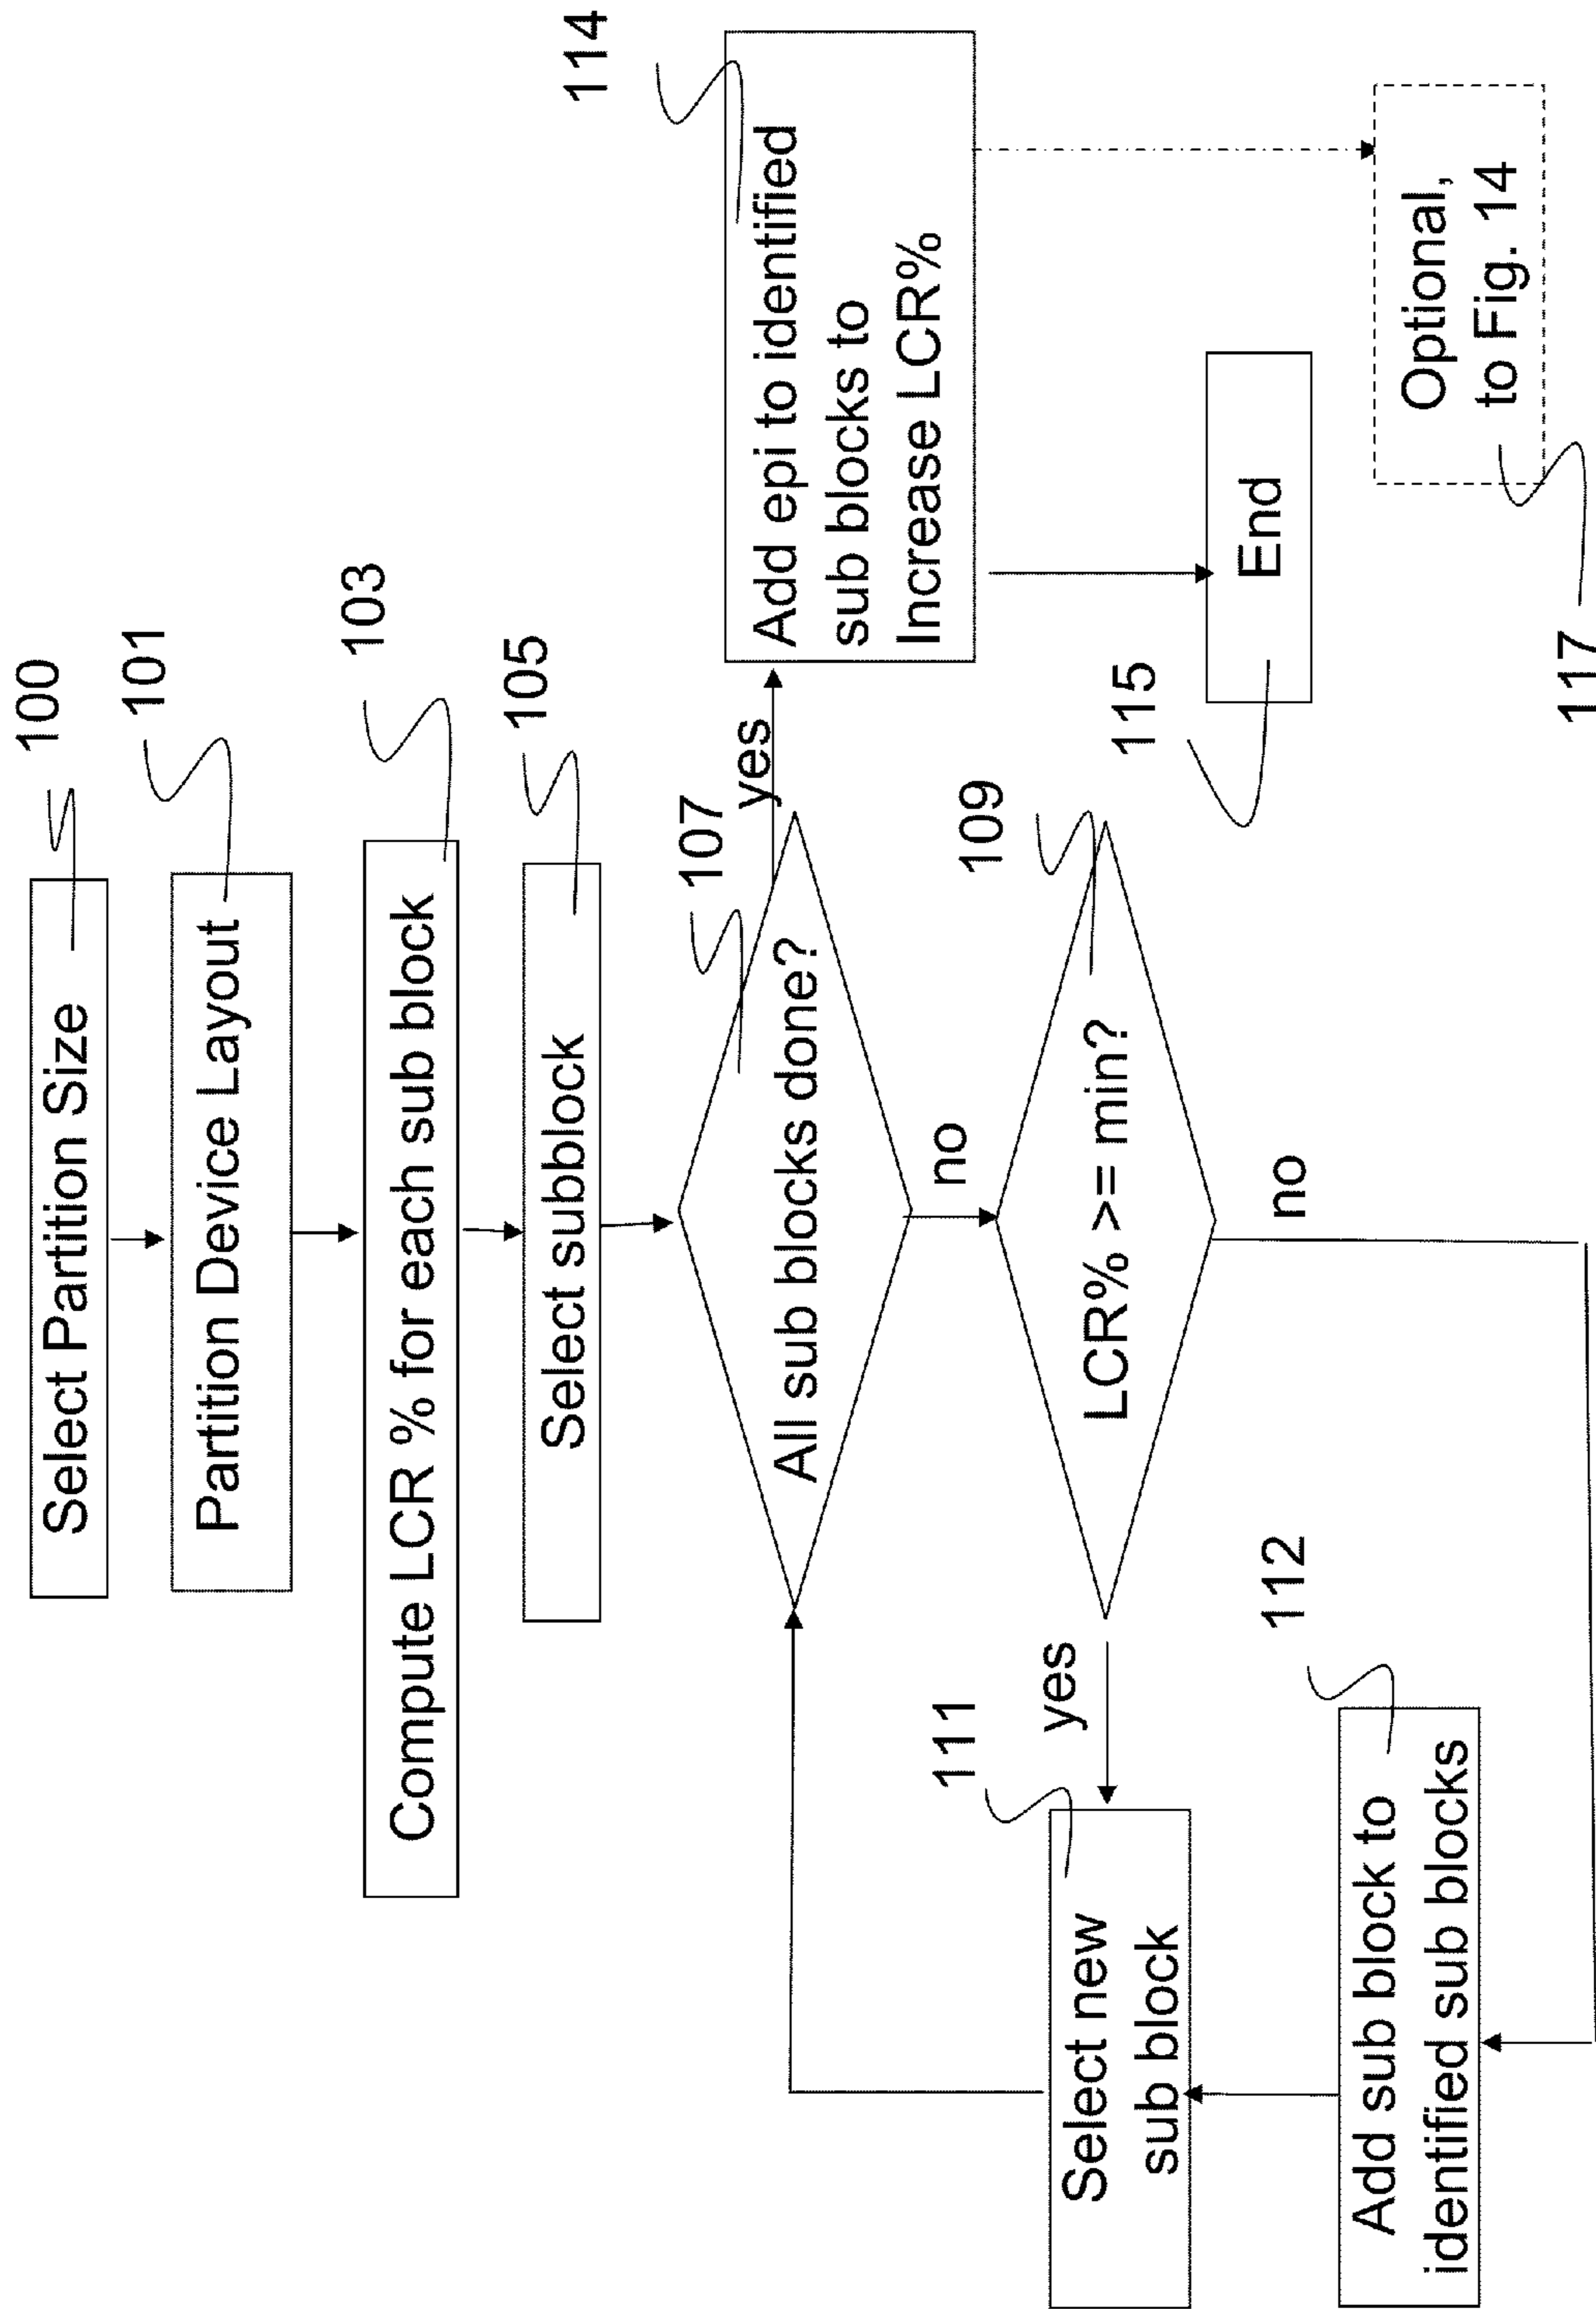 Select Partition Size
100
Partition Device Layout
101
Compute LCR % for each sub block
103
Select subblock
105
All sub blocks done?
107
yes
no
Add epi to identified
sub blocks to
Increase LCR%
114
LCR% >= min?
109
yes
no
Select new
sub block
111
Add sub block to
identified sub blocks
112
End
115
Optional,
to Fig. 14
117